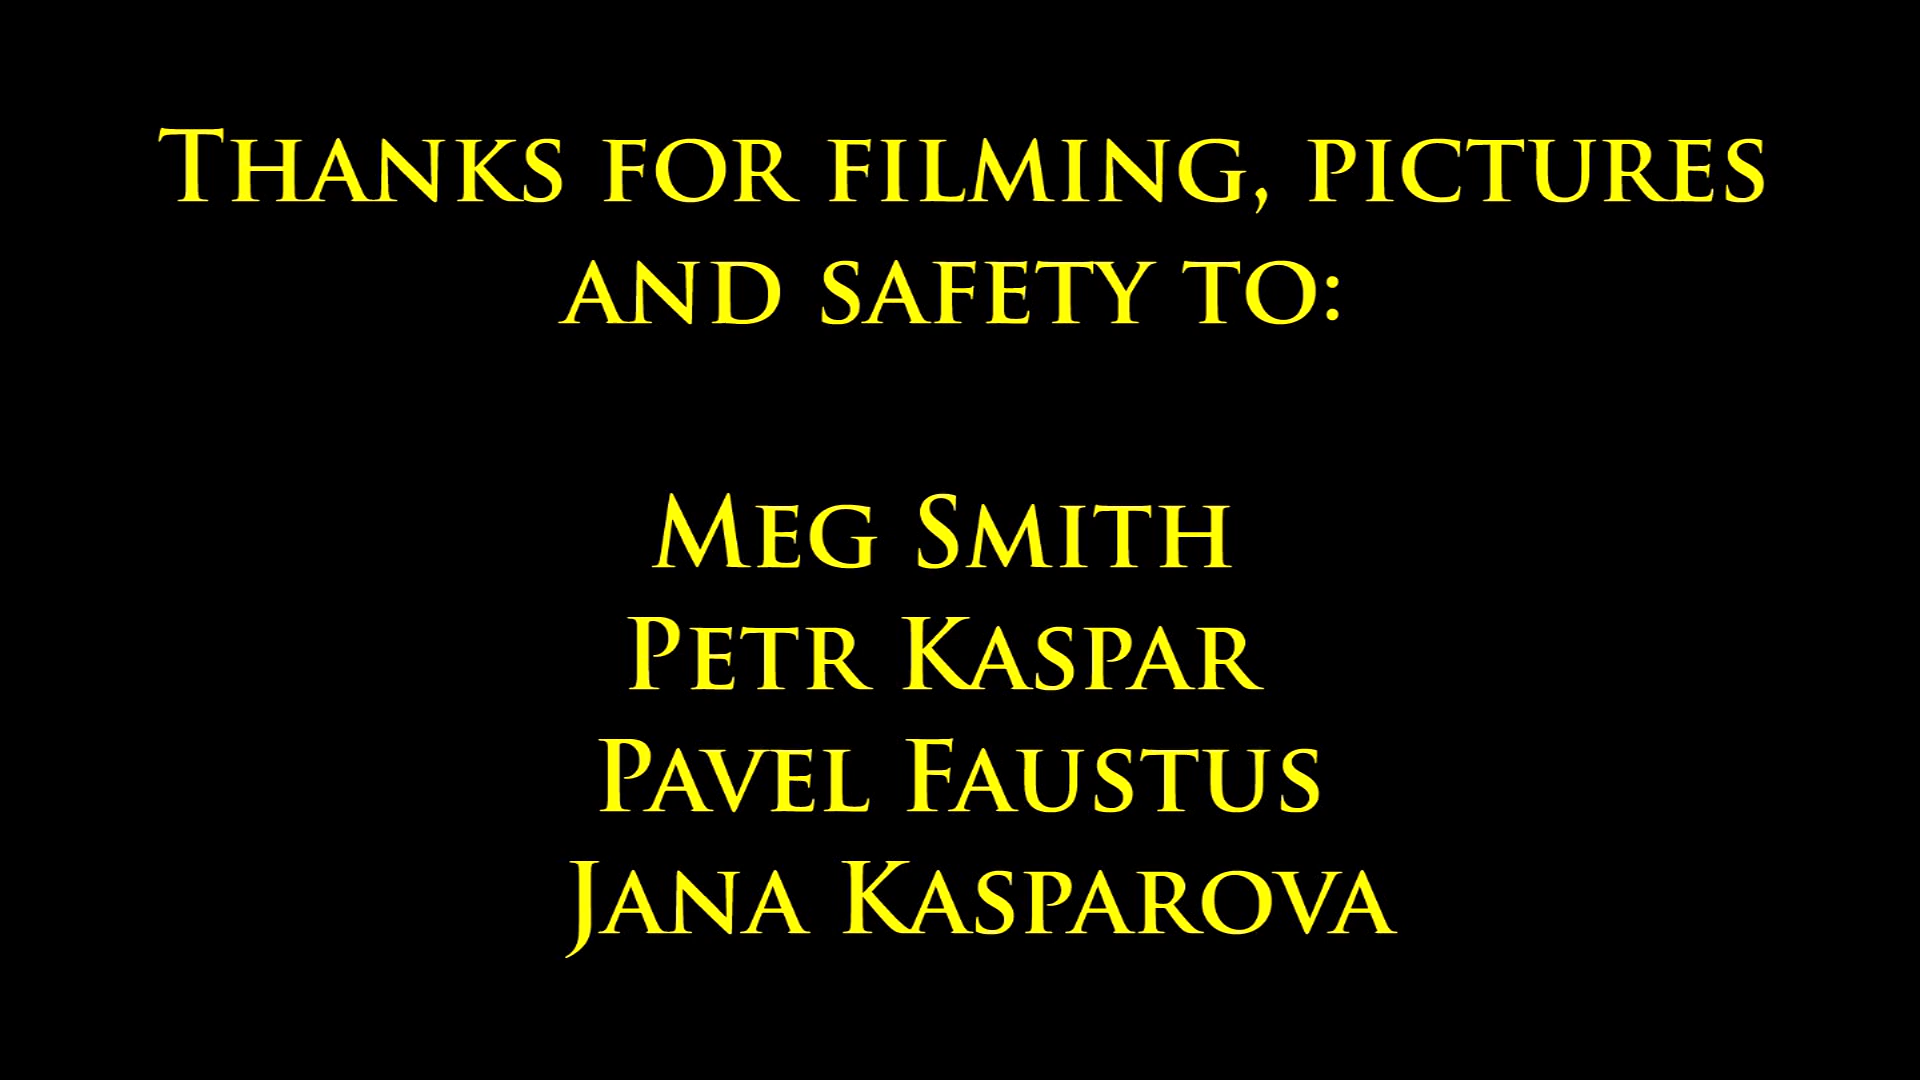 Thanks for filming, pictures
and safety to:
Meg Smith
Petr Kaspar
Pavel Faustus
Jana Kasparova